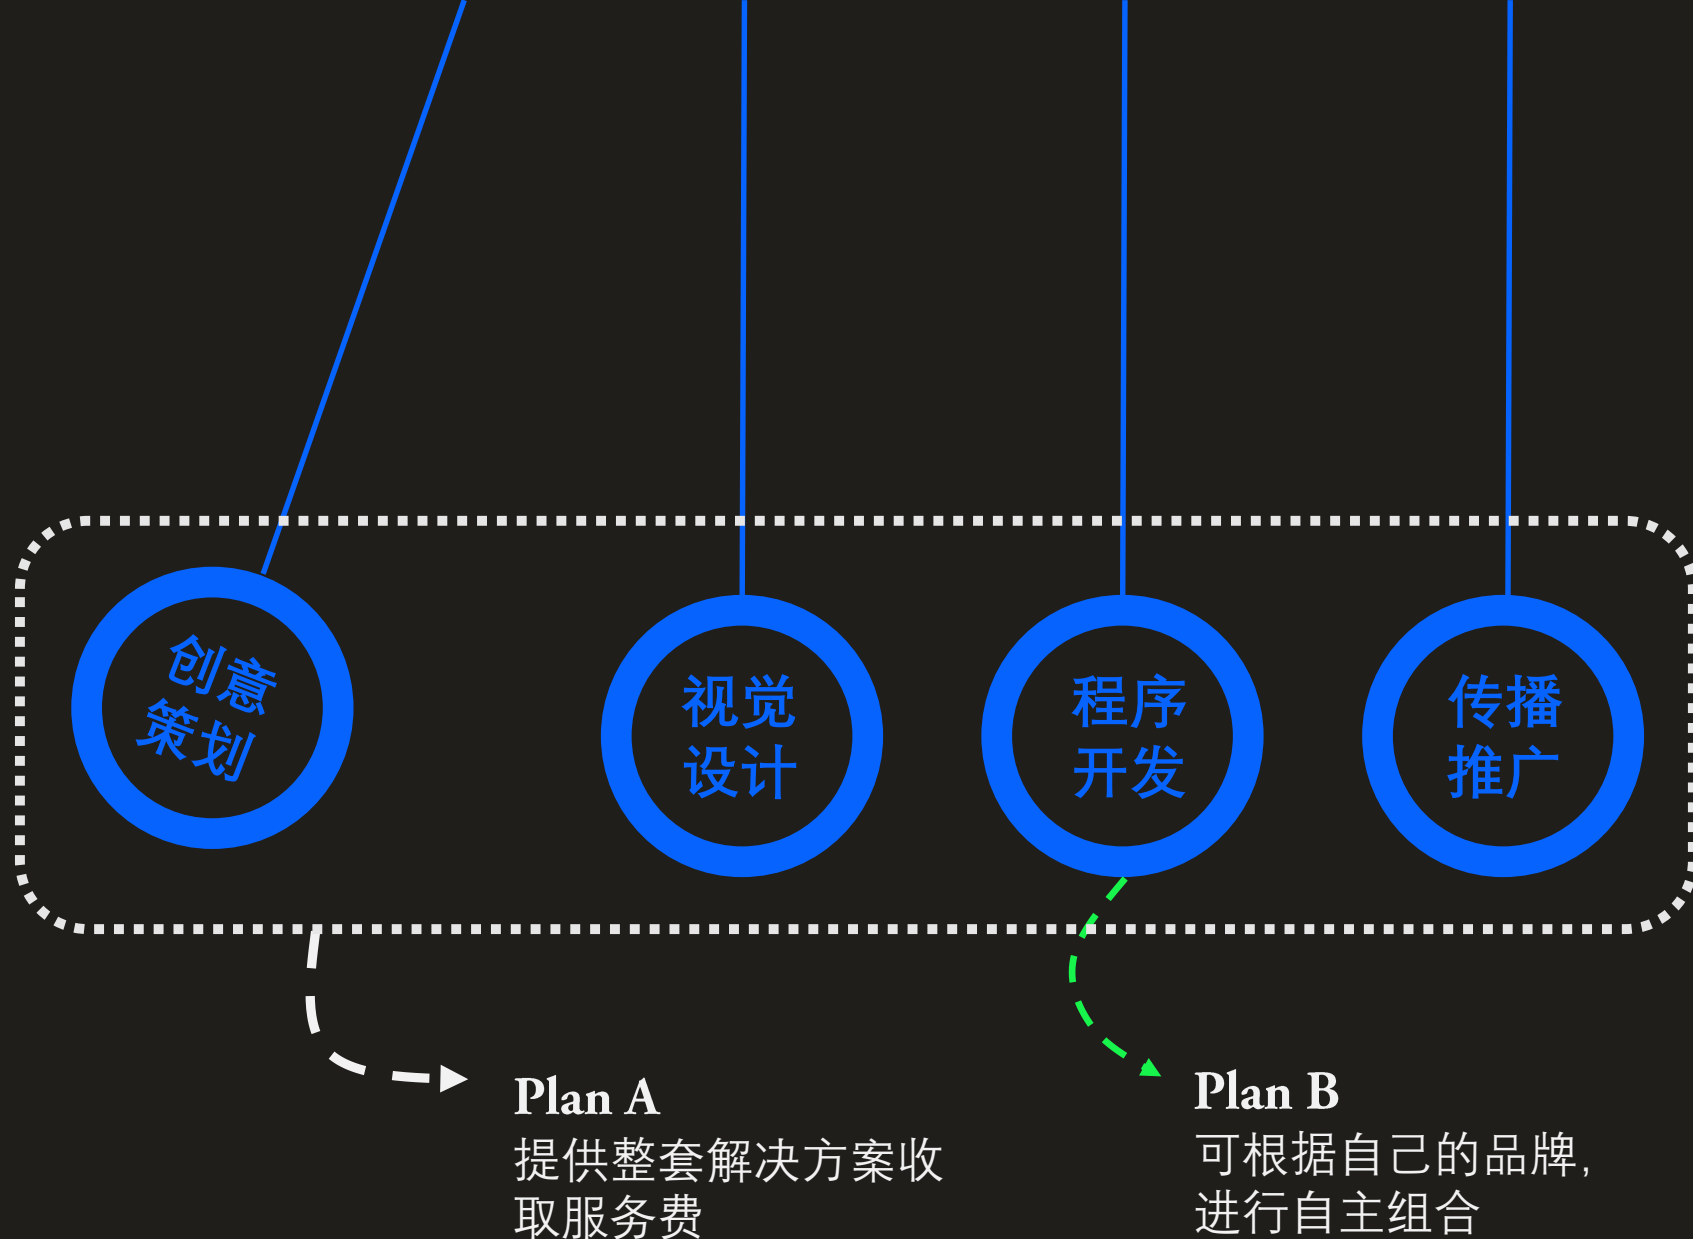 创意
策划
视觉
设计
程序
开发
传播
推广
Plan A
提供整套解决方案收
取服务费
Plan B
可根据自己的品牌,
进行自主组合